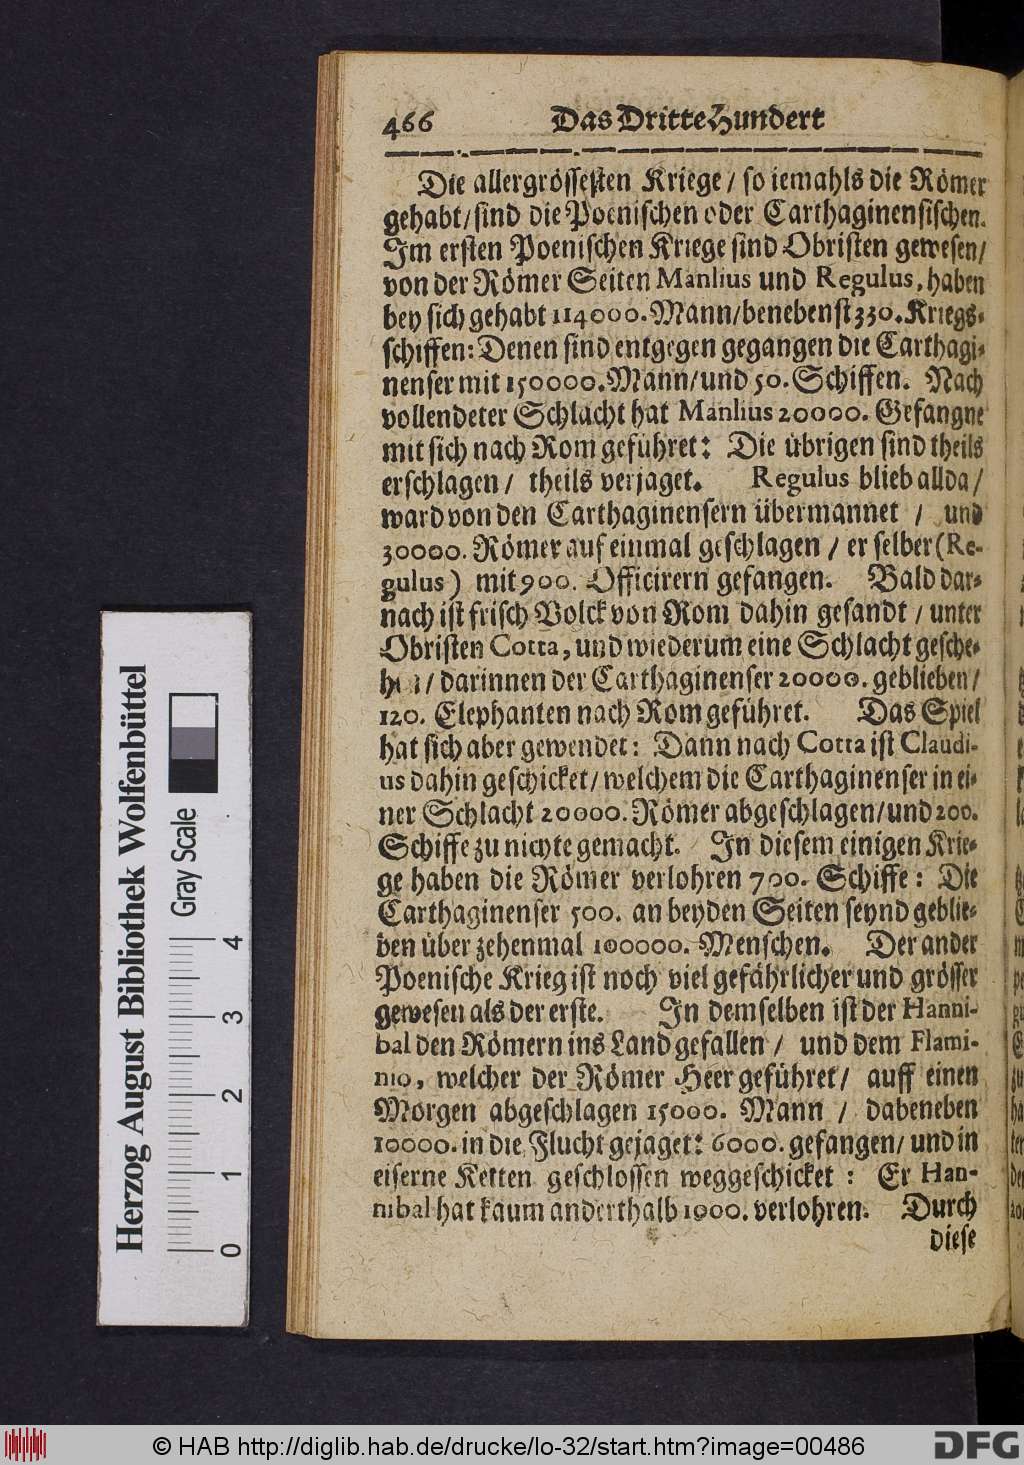 466 Das Dritte Hundert
Die allergrösseſten Kriege / ſo iemahls die Römer
gehabt / ſind die Poeniſchen oder Carthaginenſiſchen.
Im erſten Poeniſchen Kriege ſind Obriſten geweſen /
von der Römer Seiten Manlius und Regulus, haben
bey ſich gehabt 114000. Mann / benebenſt 330. Kriegs-
ſchiffen: Denen ſind entgegen gegangen die Carthagi-
nenſer mit 150000. Mann / und 50. Schiffen. Nach
vollendeter Schlacht hat Manlius 20000. Gefangne
mit ſich nach Rom geführet: Die übrigen ſind theils
erſchlagen / theils verjaget. Regulus blieb allda /
ward von den Carthaginenſern übermannet / und
30000. Römer auf einmal geſchlagen / er ſelber (Re-
gulus) mit 900. Officirern gefangen. Bald dar-
nach iſt friſch Volck von Rom dahin geſandt / unter
Obriſten Cotta, und wiederum eine Schlacht geſche-
/ darinnen der Carthaginenſer 20000. geblieben /
120. Elephanten nach Rom geführet. Das Spiel
hat ſich aber gewendet: Dann nach Cotta iſt Claudi-
us dahin geſchicket / welchem die Carthaginenſer in ei-
ner Schlacht 20000. Römer abgeſchlagen / und 200.
Schiffe zu nichte gemacht. In dieſem einigen Krie-
ge haben die Römer verlohren 700. Schiffe: Die
Carthaginenſer 500. an beyden Seiten ſeynd geblie-
ben über zehenmal 100000. Menſchen. Der ander
Poeniſche Krieg iſt noch viel gefährlicher und gröſſer
geweſen als der erſte. In demſelben iſt der Hanni-
bal den Römern ins Land gefallen / und dem Flami-
nio, welcher der Römer Heer geführet / auff einen
Morgen abgeſchlagen 15000. Mann / dabeneben
10000. in die Flucht gejaget: 6000. gefangen / und in
eiſerne Ketten geſchloſſen weggeſchicket: Er Han-
nibal hat kaum anderthalb 1000. verlohren. Durch
dieſe
Herzog August Bibliothek Wolfenbüttel
Gray Scale
0 1 2 3 4
© HAB http://diglib.hab.de/drucke/lo-32/start.htm?image=00486
DFG